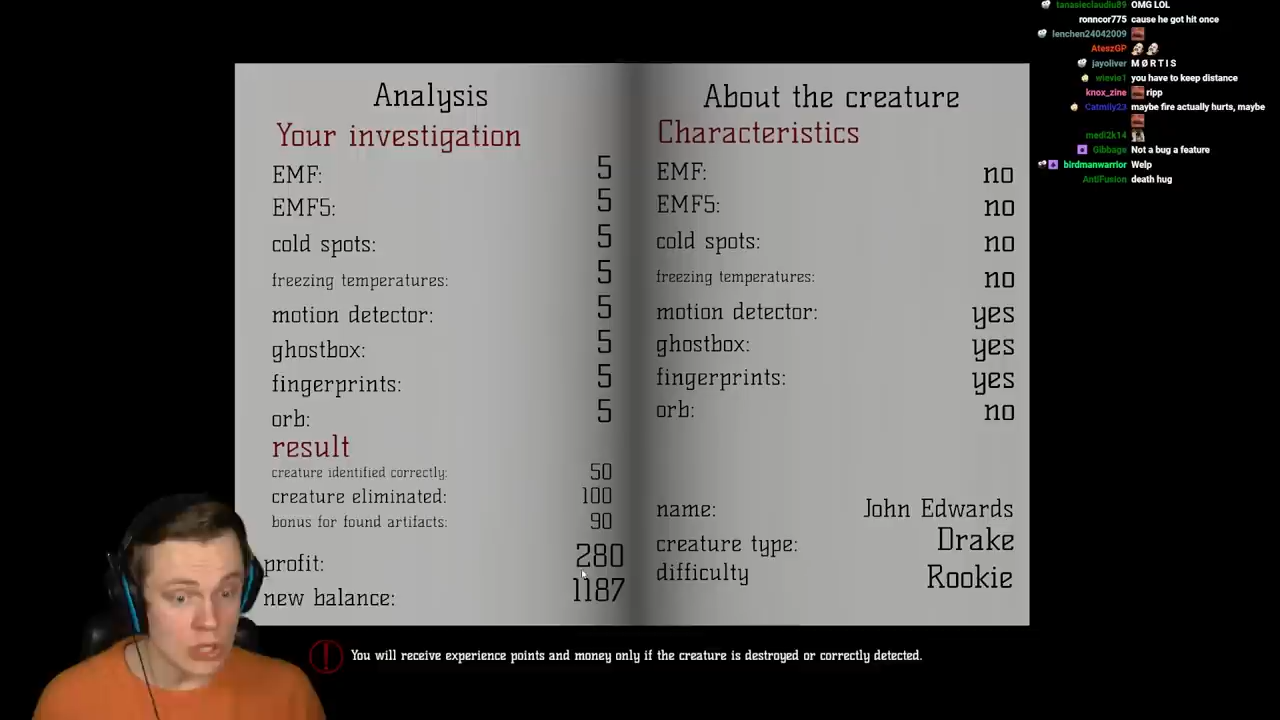 Analysis
Your investigation
EMF: 5
EMF5: 5
cold spots: 5
freezing temperatures: 5
motion detector: 5
ghostbox: 5
fingerprints: 5
orb: 5
result
creature identified correctly: 50
creature eliminated: 100
bonus for found artifacts: 90
profit: 280
new balance: 1187
About the creature
Characteristics
EMF: no
EMF5: no
cold spots: no
freezing temperatures: no
motion detector: yes
ghostbox: yes
fingerprints: yes
orb: no
name: John Edwards
creature type: Drake
difficulty Rookie
! You will receive experience points and money only if the creature is destroyed or correctly detected.
tanasieclaudiu89 OMG LOL
ronncor775 cause he got hit once
lenchen24042009
AteszGP
jayoliver M Ø R T I S
wievie1 you have to keep distance
knox_zine ripp
Catmily23 maybe fire actually hurts, maybe
medi2k14
Gibbage Not a bug a feature
birdmanwarrior Welp
AntiFusion death hug